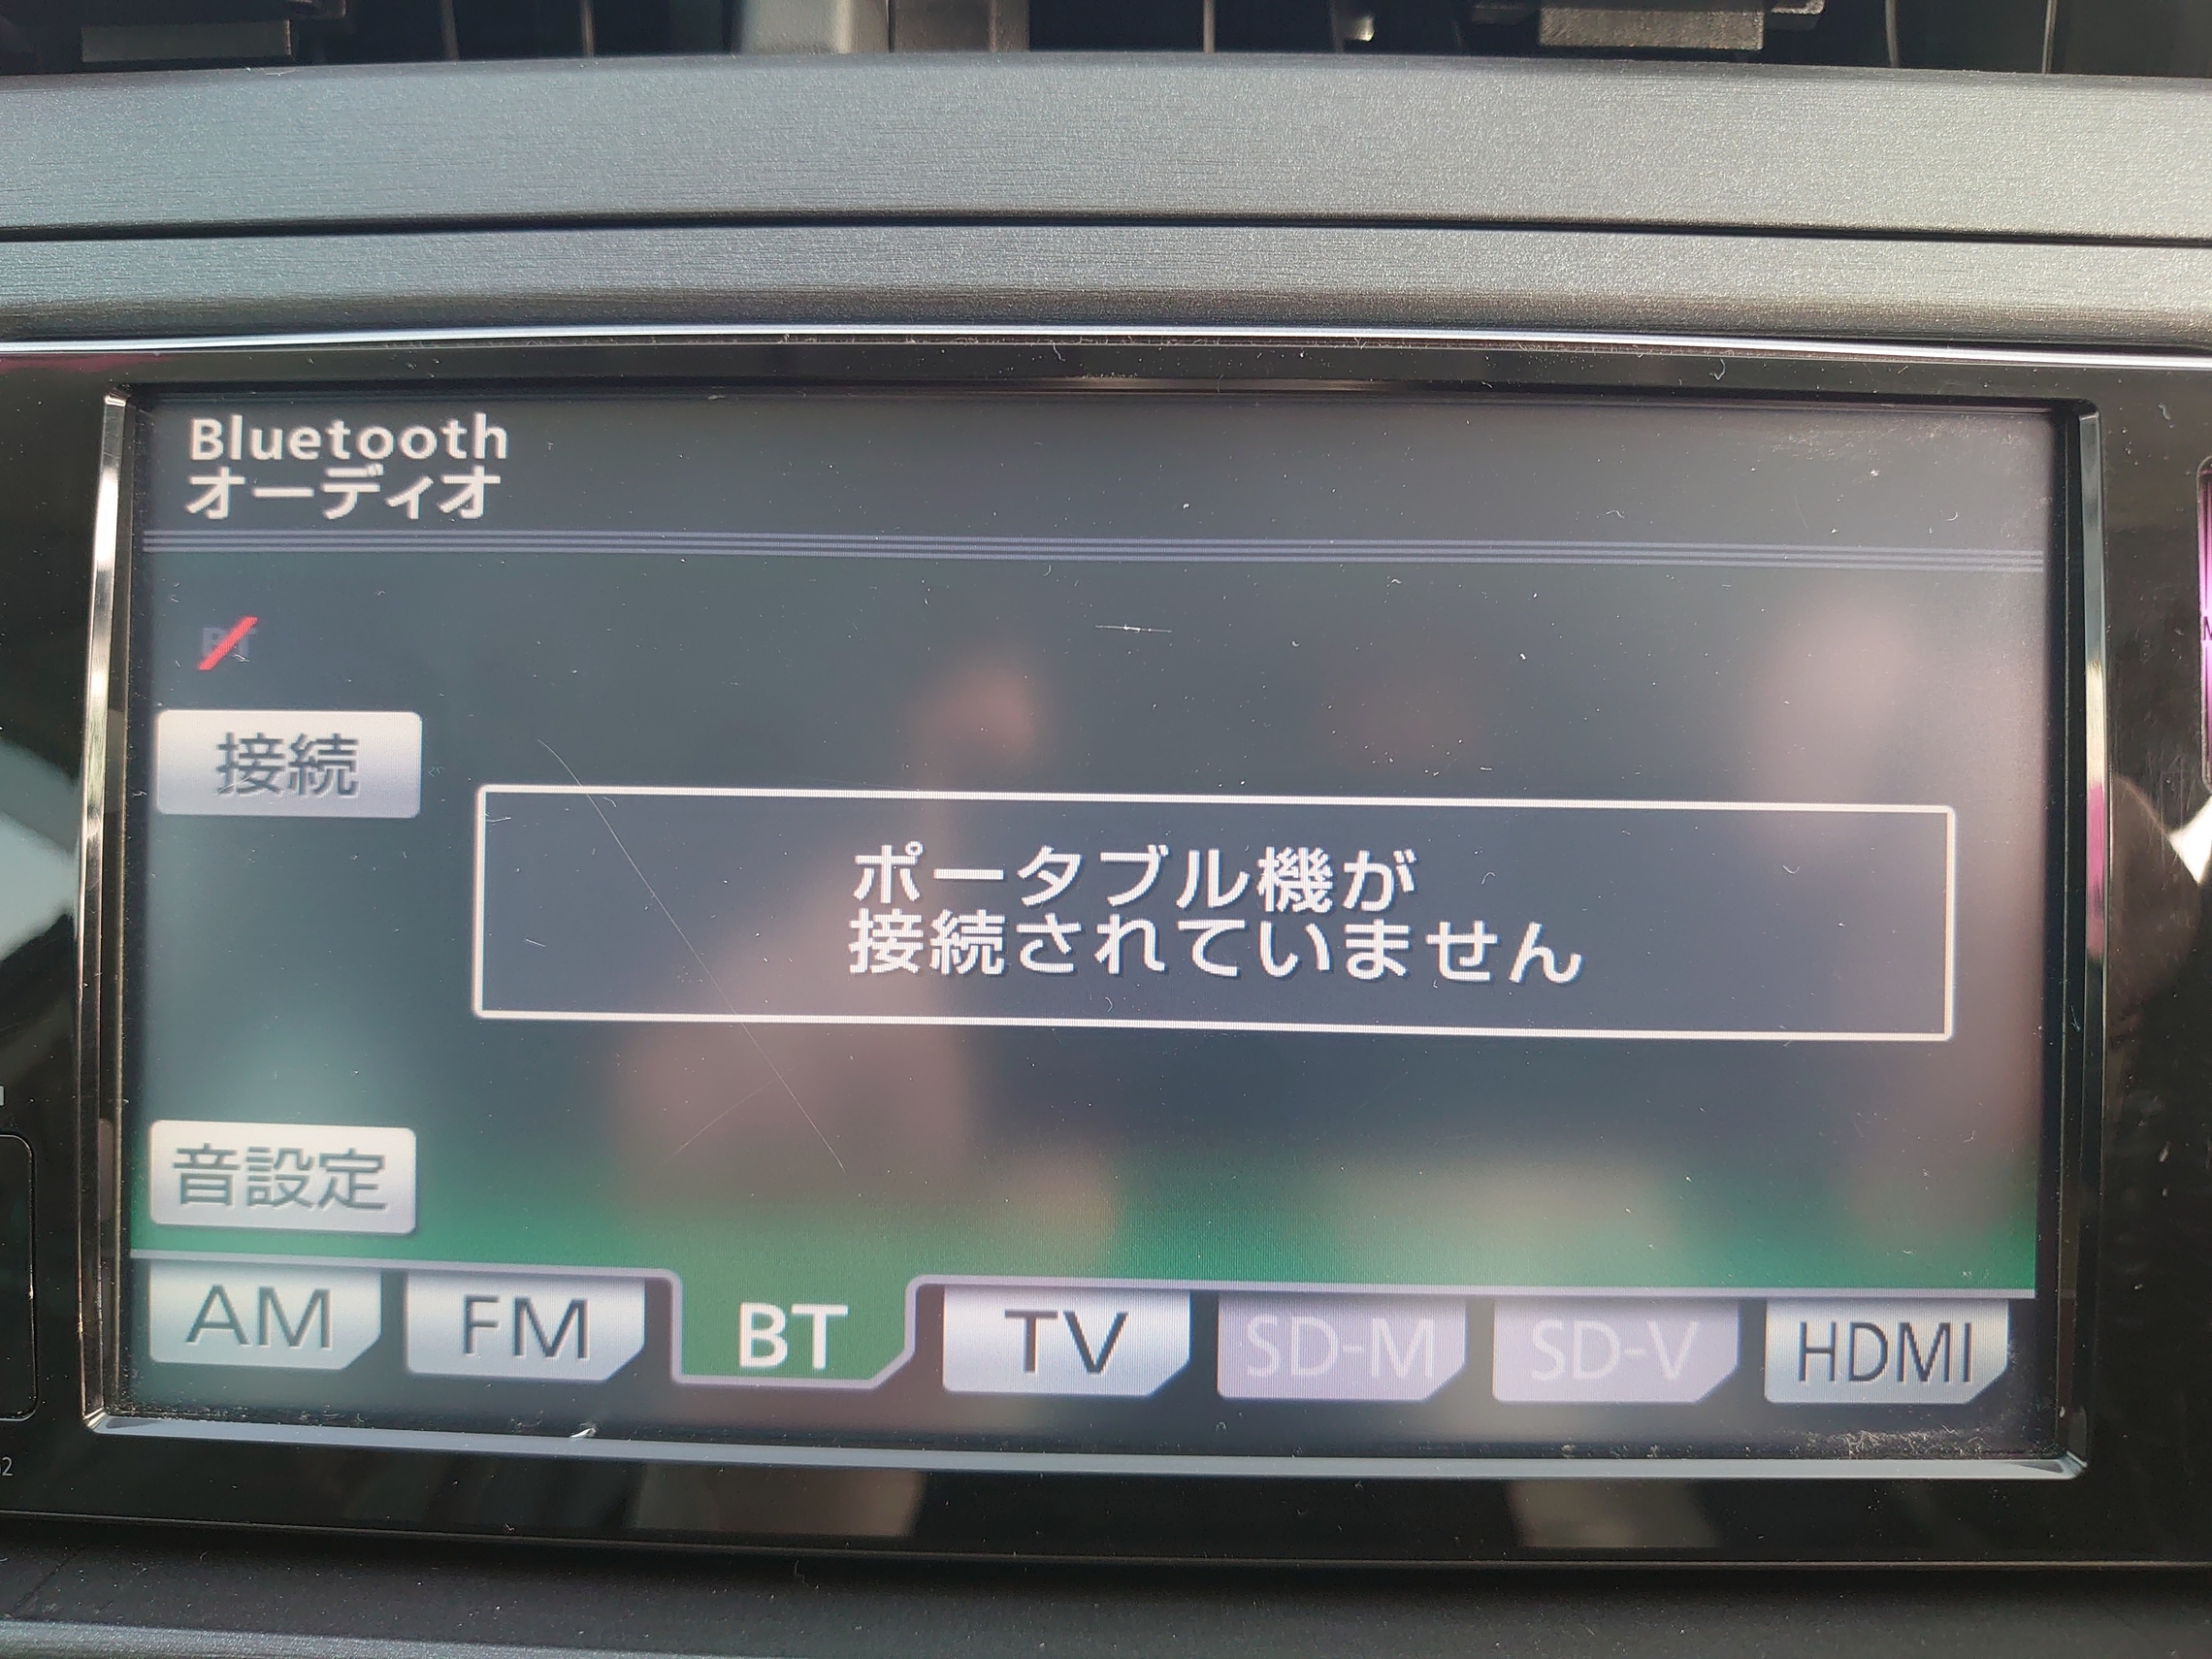 Bluetooth
オーディオ
BT
接続
ポータブル機が
接続されていません
音設定
AM
FM
BT
TV
SD-M
SD-V
HDMI